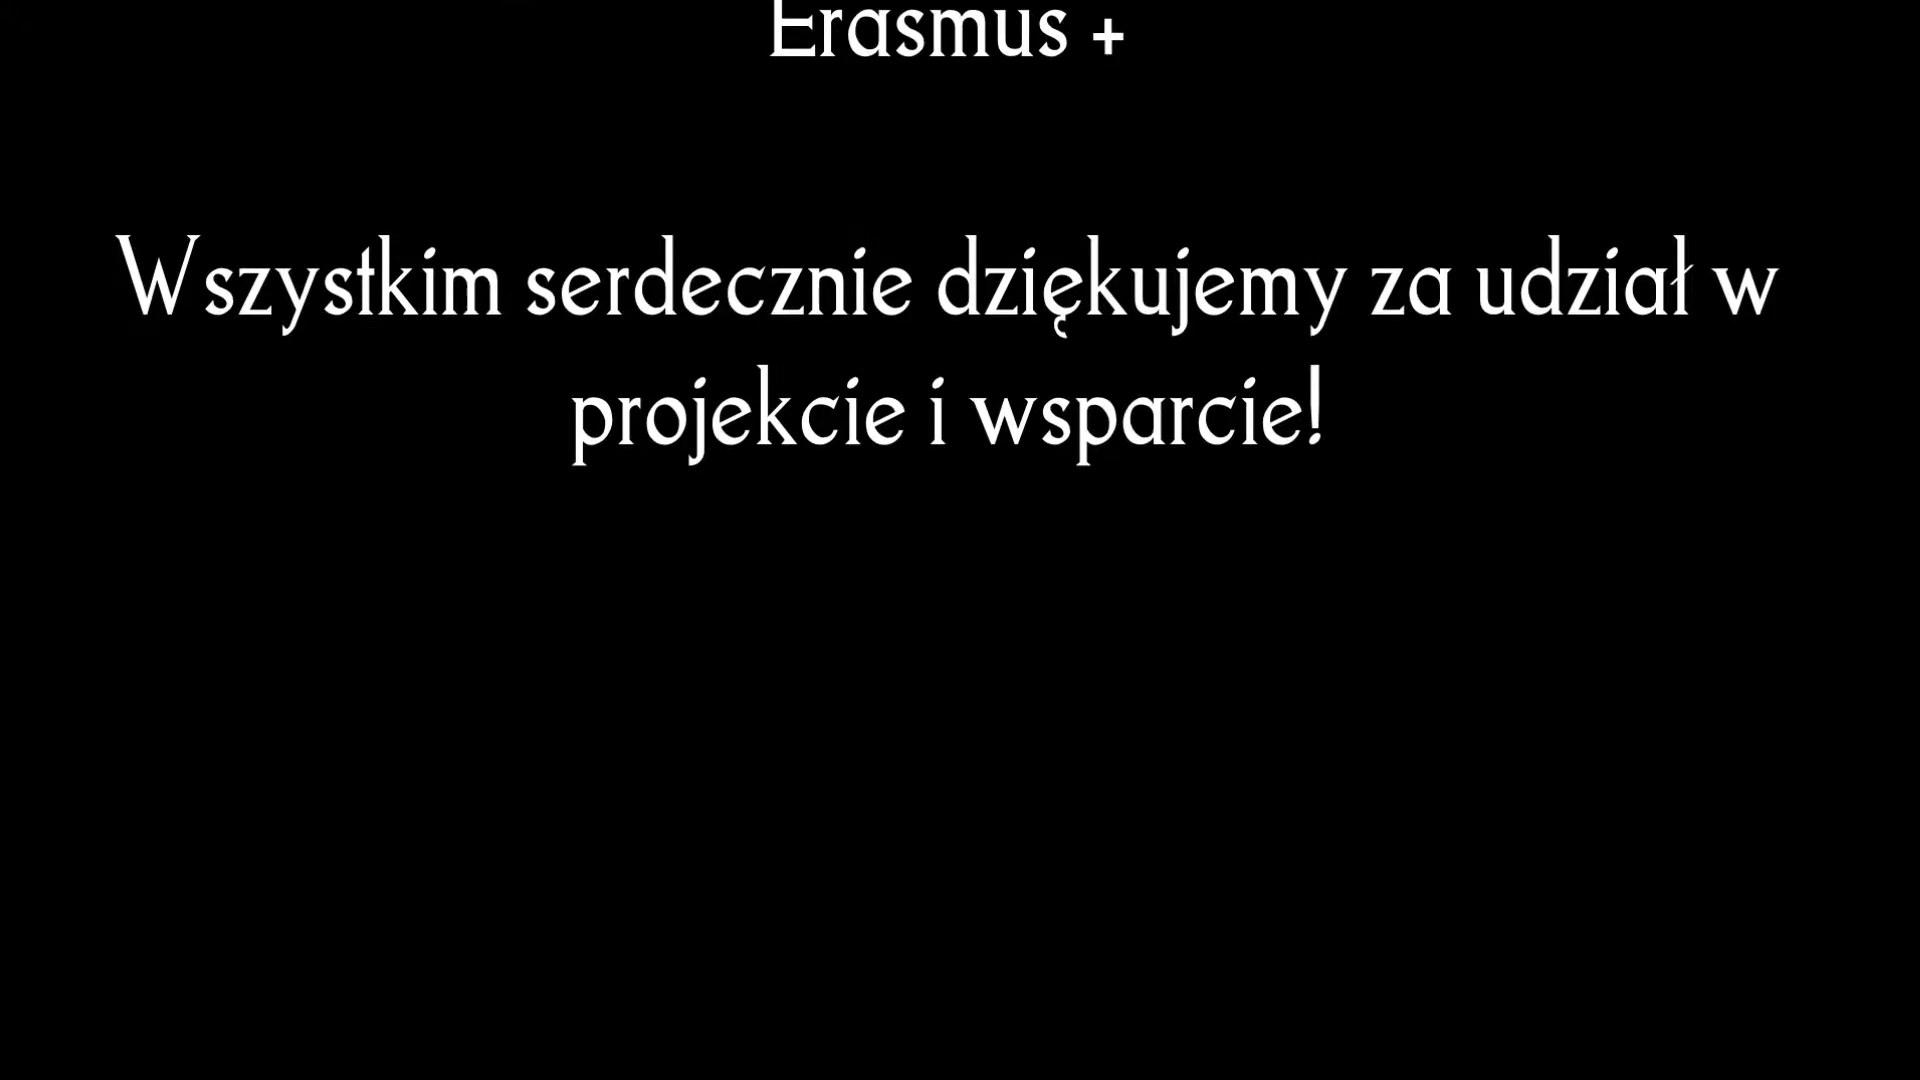 Erasmus +
Wszystkim serdecznie dziękujemy za udział w
projekcie i wsparcie!